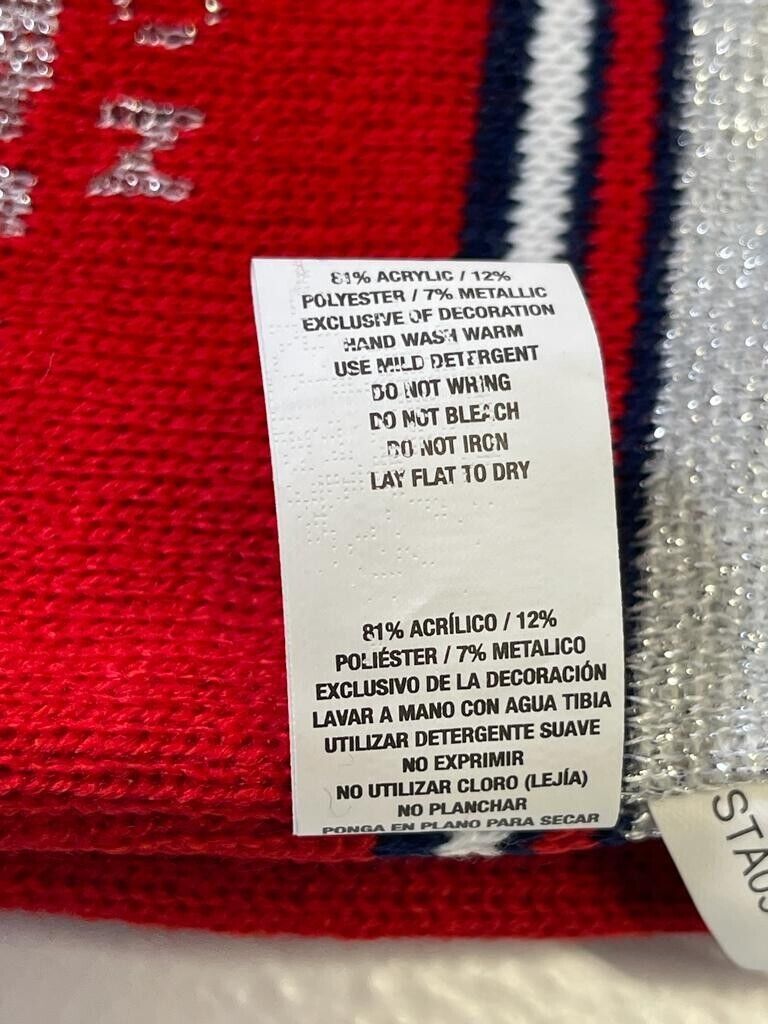 81% ACRYLIC / 12%
POLYESTER / 7% METALLIC
EXCLUSIVE OF DECORATION
HAND WASH WARM
USE MILD DETERGENT
DO NOT WRING
DO NOT BLEACH
DO NOT IRON
LAY FLAT TO DRY
81% ACRÍLICO / 12%
POLIÉSTER / 7% METALICO
EXCLUSIVO DE LA DECORACIÓN
LAVAR A MANO CON AGUA TIBIA
UTILIZAR DETERGENTE SUAVE
NO EXPRIMIR
NO UTILIZAR CLORO (LEJÍA)
NO PLANCHAR
PONGA EN PLANO PARA SECAR